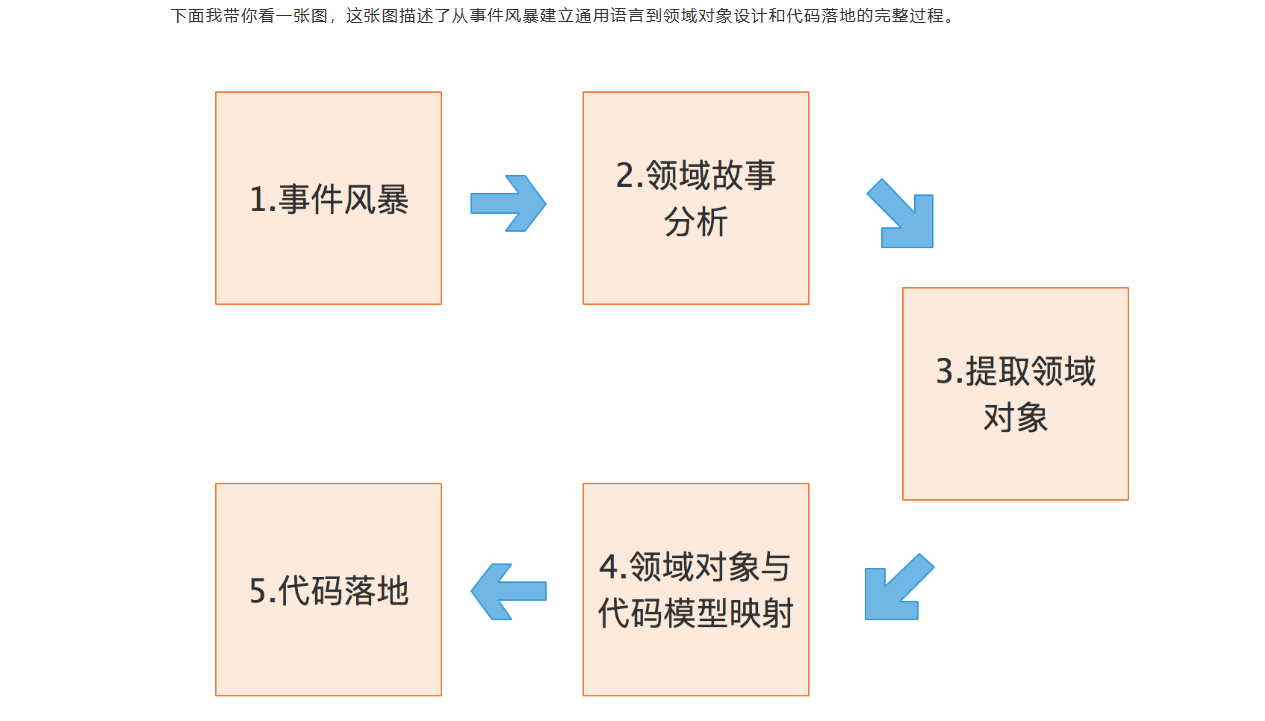 下面我带你看一张图，这张图描述了从事件风暴建立通用语言到领域对象设计和代码落地的完整过程。
1.事件风暴
2.领域故事
分析
3.提取领域
对象
4.领域对象与
代码模型映射
5.代码落地